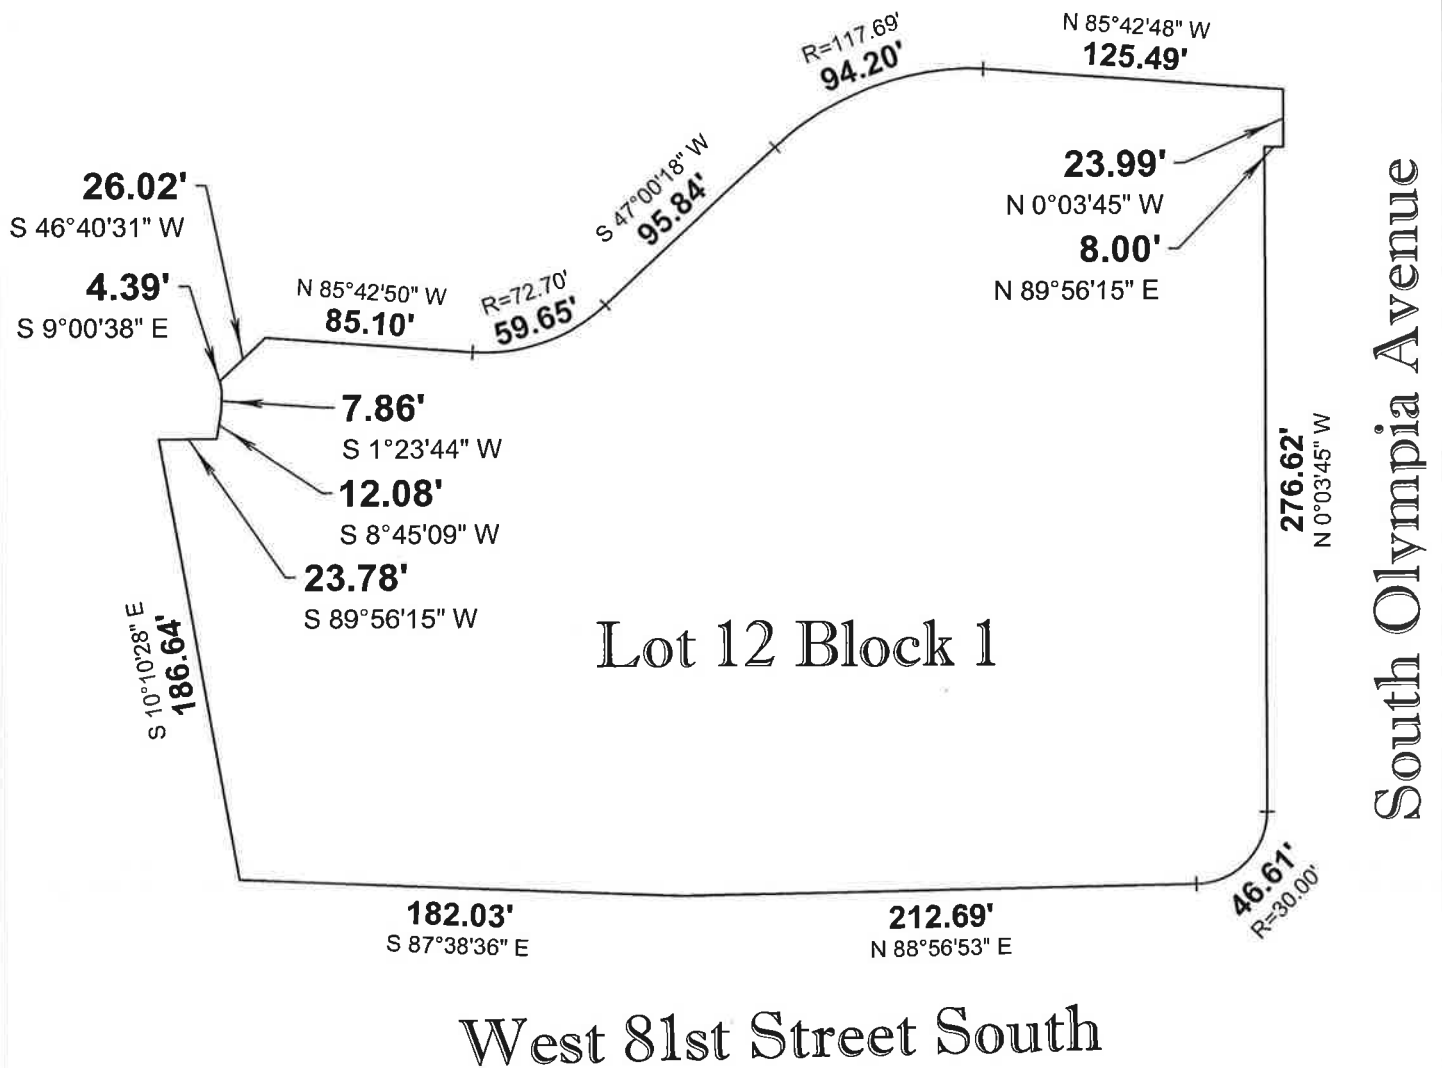 R=117.69'
94.20'
N 85°42'48" W
125.49'
26.02'
S 46°40'31" W
4.39'
S 9°00'38" E
N 85°42'50" W
85.10'
R=72.70'
59.65'
S 47°00'18" W
95.84'
23.99'
N 0°03'45" W
8.00'
N 89°56'15" E
7.86'
S 1°23'44" W
12.08'
S 8°45'09" W
23.78'
S 89°56'15" W
276.62'
N 0°03'45" W
South Olympia Avenue
S 10°10'28" E
186.64'
Lot 12 Block 1
182.03'
S 87°38'36" E
212.69'
N 88°56'53" E
46.61'
R=30.00'
West 81st Street South